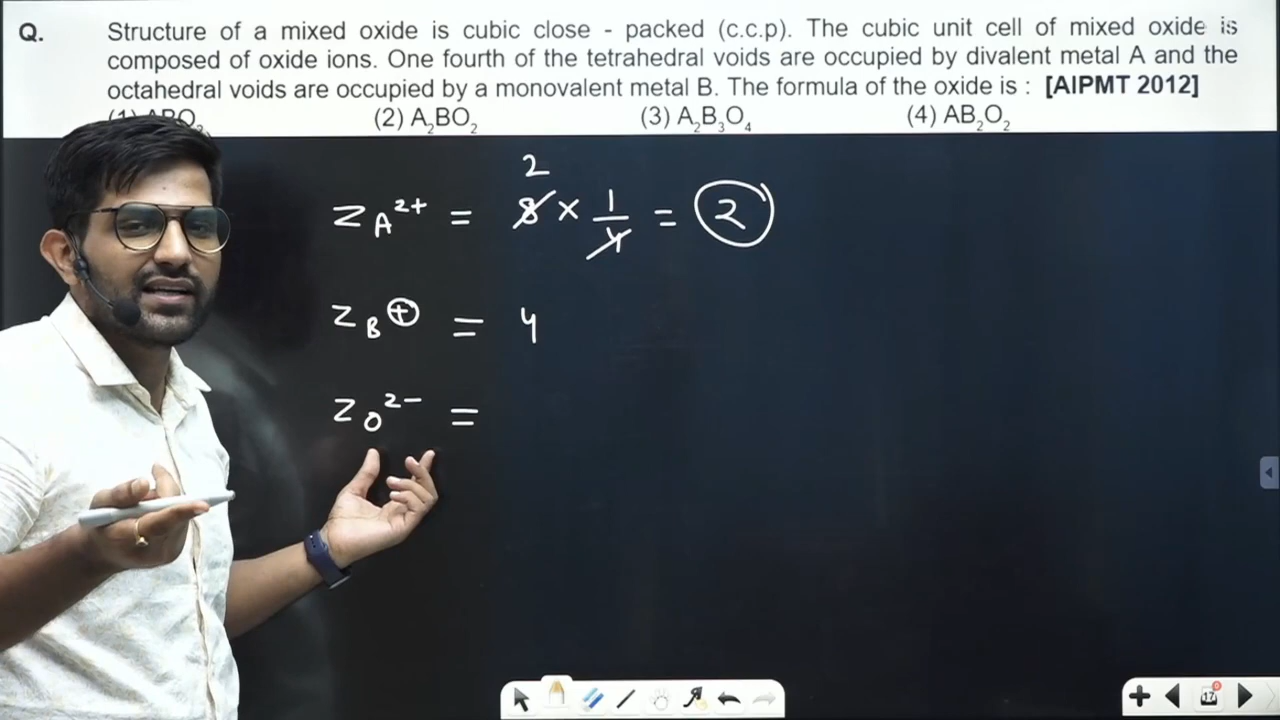 Q. Structure of a mixed oxide is cubic close - packed (c.c.p). The cubic unit cell of mixed oxide is
composed of oxide ions. One fourth of the tetrahedral voids are occupied by divalent metal A and the
octahedral voids are occupied by a monovalent metal B. The formula of the oxide is : [AIPMT 2012]
(2) A₂BO₂ (3) A₂B₃O₄ (4) AB₂O₂
2
Z A²⁺ = 8 × 1/4 = 2
Z B⊕ = 4
Z O²⁻ =
17